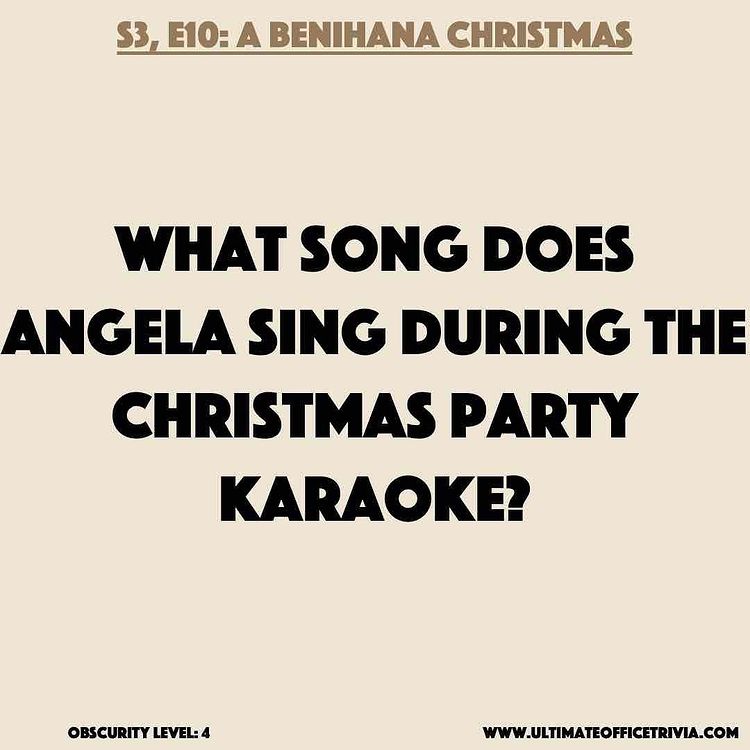 S3, E10: A BENIHANA CHRISTMAS
WHAT SONG DOES
ANGELA SING DURING THE
CHRISTMAS PARTY
KARAOKE?
OBSCURITY LEVEL: 4
WWW.ULTIMATEOFFICETRIVIA.COM